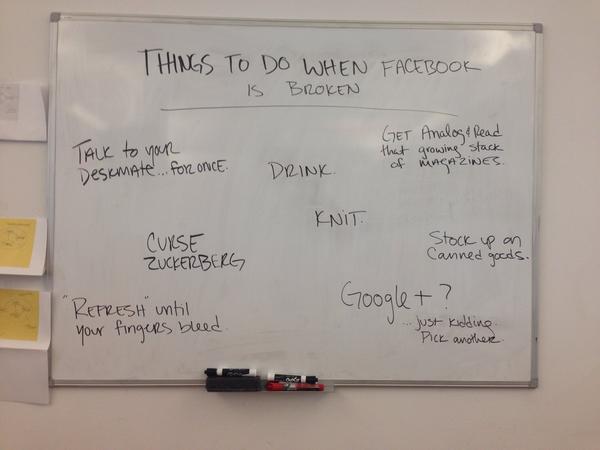 THINGS TO DO WHEN FACEBOOK
IS BROKEN
TALK to your
DESKMATE...FOR ONCE.
DRINK.
GET Analog & Read
that growing stack
of MAGAZINES.
KNIT.
CURSE
ZUCKERBERG
Stock up on
Canned goods.
"REFRESH" until
your fingers bleed.
Google+?
...just kidding.
Pick another.